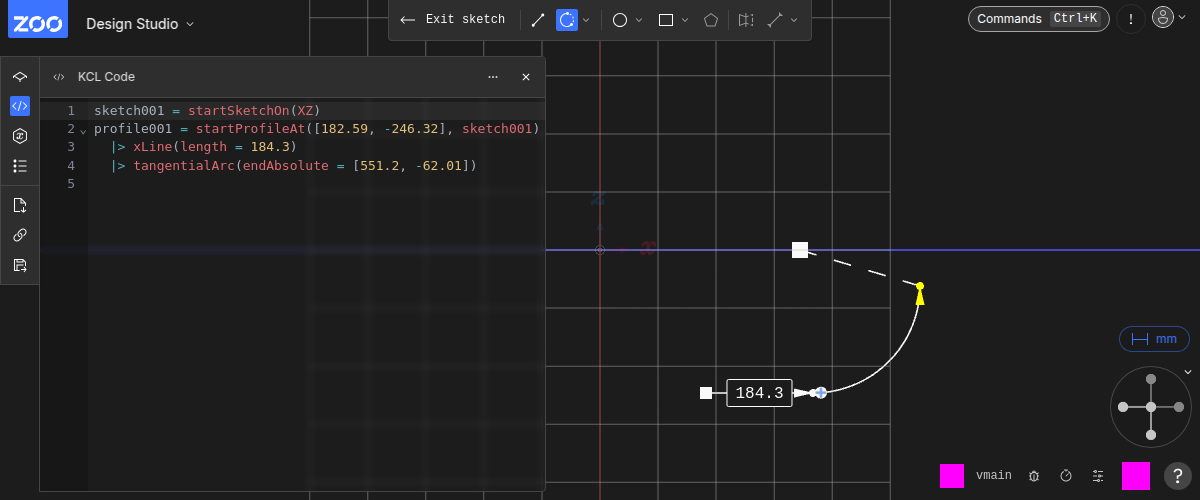 ZOO
Design Studio
Exit sketch
Commands Ctrl+K
!
KCL Code
1 sketch001 = startSketchOn(XZ)
2 profile001 = startProfileAt([182.59, -246.32], sketch001)
3 |> xLine(length = 184.3)
4 |> tangentialArc(endAbsolute = [551.2, -62.01])
5
z
x
184.3
mm
vmain
?